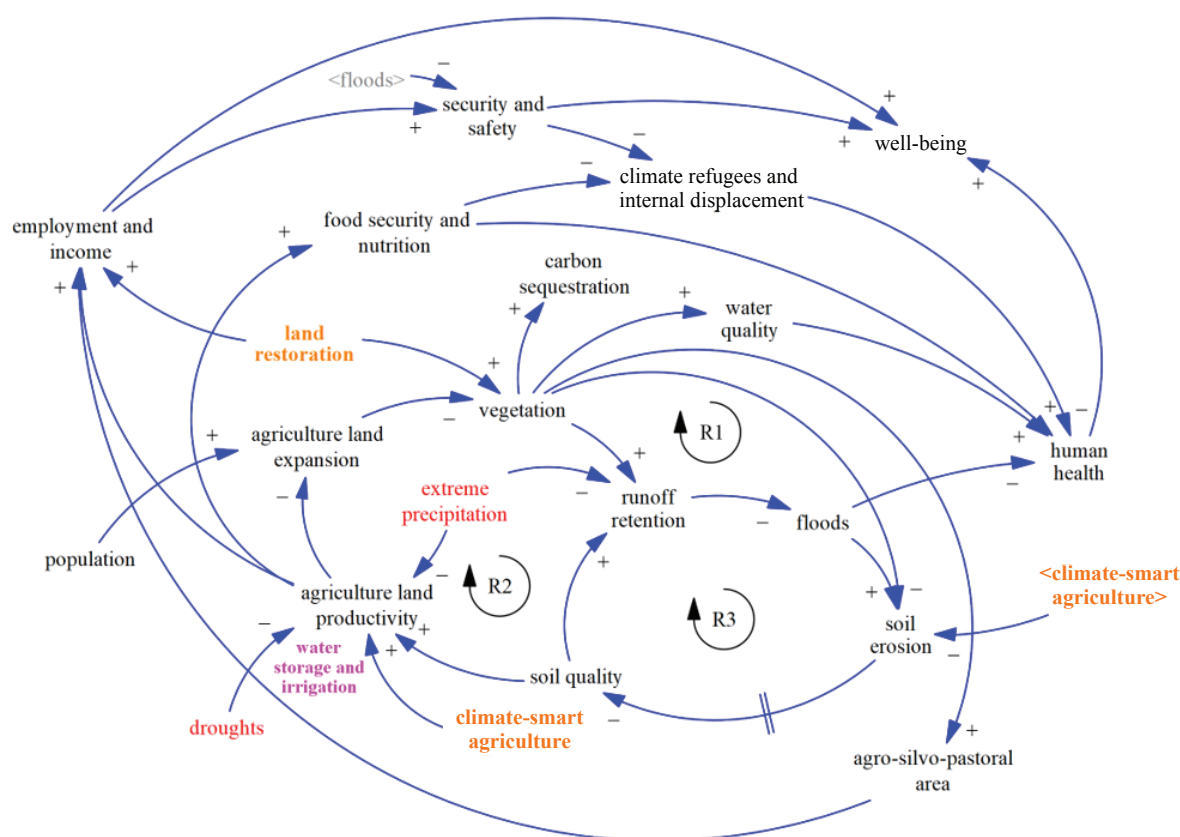 <floods>
security and
safety
well-being
climate refugees and
internal displacement
employment and
income
food security and
nutrition
carbon
sequestration
water
quality
land
restoration
vegetation
R1
agriculture land
expansion
human
health
extreme
precipitation
runoff
retention
floods
population
R2
<climate-smart
agriculture>
agriculture land
productivity
R3
soil
erosion
water
storage and
irrigation
soil quality
droughts
climate-smart
agriculture
agro-silvo-pastoral
area